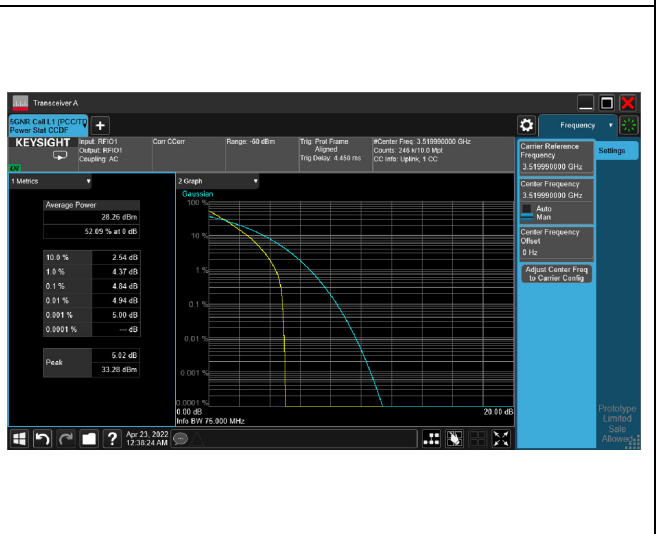 Transceiver A
5GNR Call L1 (PCC/TD
Power Stat CCDF
Frequency
KEYSIGHT
Input: RFIO1
Output: RFIO1
Coupling: AC
Corr CCorr
Range: -60 dBm
Trig: Prot Frame
Aligned
Trig Delay: 4.450 ms
#Center Freq: 3.519990000 GHz
Counts: 246 k/10.0 Mpt
CC Info: Uplink, 1 CC
Carrier Reference
Frequency
3.519990000 GHz
Settings
Center Frequency
3.519990000 GHz
Auto
Man
Center Frequency
Offset
0 Hz
Adjust Center Freq
to Carrier Config
1 Metrics
Average Power
28.26 dBm
52.09 % at 0 dB
10.0 % 2.54 dB
1.0 % 4.37 dB
0.1 % 4.84 dB
0.01 % 4.94 dB
0.001 % 5.00 dB
0.0001 % --- dB
Peak
5.02 dB
33.28 dBm
2 Graph
Gaussian
100 %
10 %
1 %
0.1 %
0.01 %
0.001 %
0.0001 %
0.00 dB
20.00 dB
Info BW 75.000 MHz
Prototype
Limited
Sale
Allowed
Apr 23, 2022
12:38:24 AM